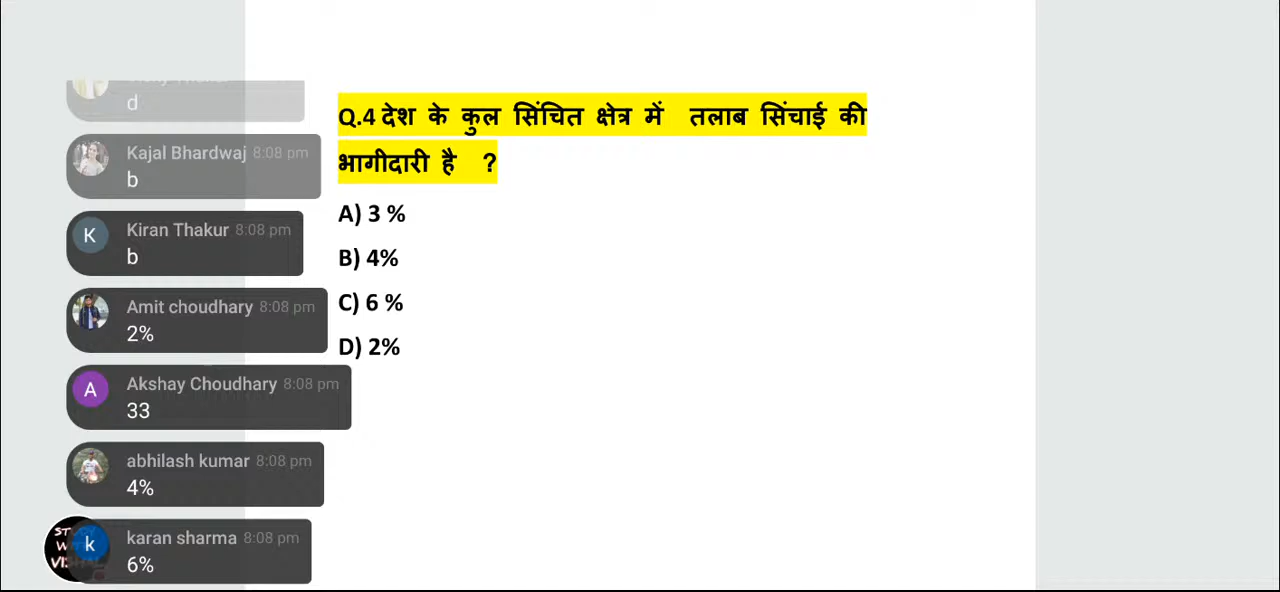 d
Kajal Bhardwaj 8:08 pm
b
Kiran Thakur 8:08 pm
b
Amit choudhary 8:08 pm
2%
Akshay Choudhary 8:08 pm
33
abhilash kumar 8:08 pm
4%
karan sharma 8:08 pm
6%
K
A
k
Q.4 देश के कुल सिंचित क्षेत्र में तलाब सिंचाई की
भागीदारी है ?
A) 3 %
B) 4%
C) 6 %
D) 2%